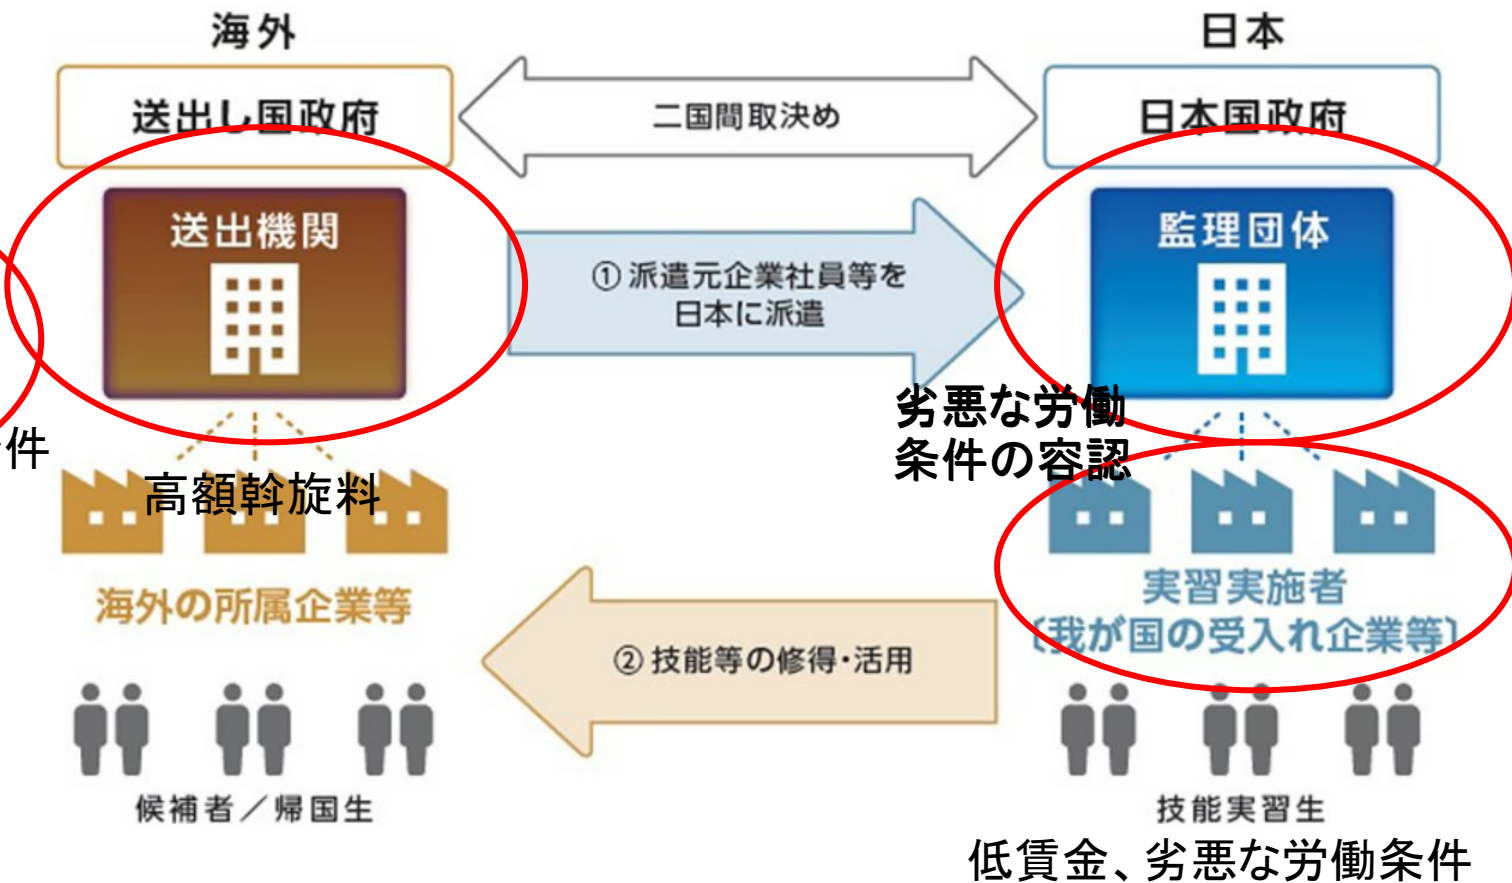 海外
日本
送出し国政府
二国間取決め
日本国政府
送出機関
監理団体
① 派遣元企業社員等を
日本に派遣
劣悪な労働
条件の容認
件
高額斡旋料
海外の所属企業等
実習実施者
〔我が国の受入れ企業等〕
② 技能等の修得・活用
候補者／帰国生
技能実習生
低賃金、劣悪な労働条件